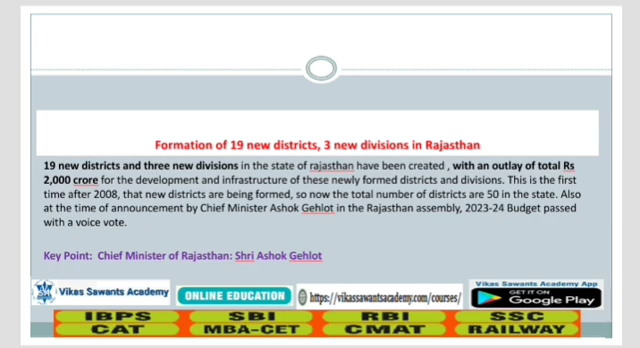 Formation of 19 new districts, 3 new divisions in Rajasthan
19 new districts and three new divisions in the state of rajasthan have been created , with an outlay of total Rs
2,000 crore for the development and infrastructure of these newly formed districts and divisions. This is the first
time after 2008, that new districts are being formed, so now the total number of districts are 50 in the state. Also
at the time of announcement by Chief Minister Ashok Gehlot in the Rajasthan assembly, 2023-24 Budget passed
with a voice vote.
Key Point: Chief Minister of Rajasthan: Shri Ashok Gehlot
Vikas Sawants Academy
ONLINE EDUCATION
https://vikassawantsacademy.com/courses/
Vikas Sawants Academy App
GET IT ON
Google Play
IBPS SBI RBI SSC
CAT MBA-CET CMAT RAILWAY